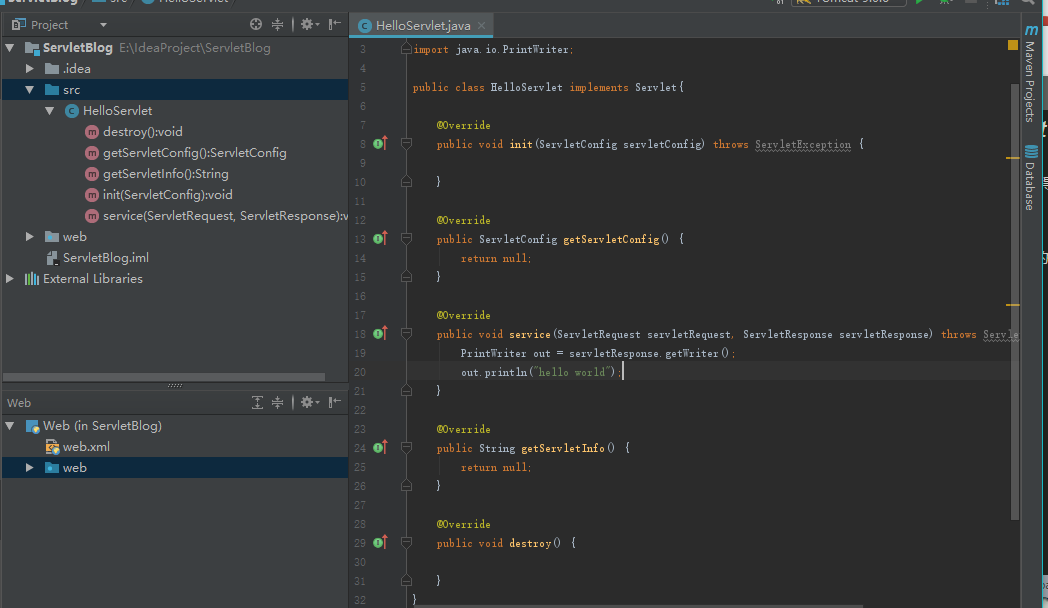 ServletBlog src HelloServlet
Project
HelloServlet.java
ServletBlog E:\IdeaProject\ServletBlog
.idea
src
HelloServlet
destroy():void
getServletConfig():ServletConfig
getServletInfo():String
init(ServletConfig):void
service(ServletRequest, ServletResponse):v
web
ServletBlog.iml
External Libraries
Web
Web (in ServletBlog)
web.xml
web
3 import java.io.PrintWriter;
4
5 public class HelloServlet implements Servlet{
6
7 @Override
8 public void init(ServletConfig servletConfig) throws ServletException {
9
10 }
11
12 @Override
13 public ServletConfig getServletConfig() {
14 return null;
15 }
16
17 @Override
18 public void service(ServletRequest servletRequest, ServletResponse servletResponse) throws Servle
19 PrintWriter out = servletResponse.getWriter();
20 out.println("hello world");
21 }
22
23 @Override
24 public String getServletInfo() {
25 return null;
26 }
27
28 @Override
29 public void destroy() {
30
31 }
32 }
Maven Projects
Database